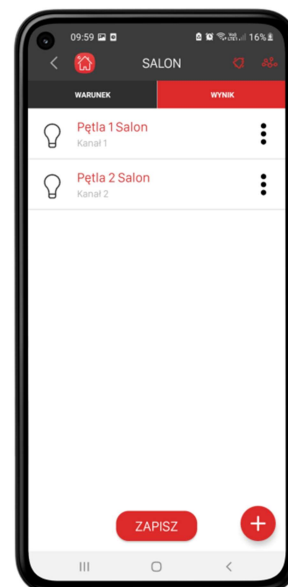 09:59 16%
SALON
WARUNEK WYNIK
Pętla 1 Salon
Kanał 1
Pętla 2 Salon
Kanał 2
ZAPISZ